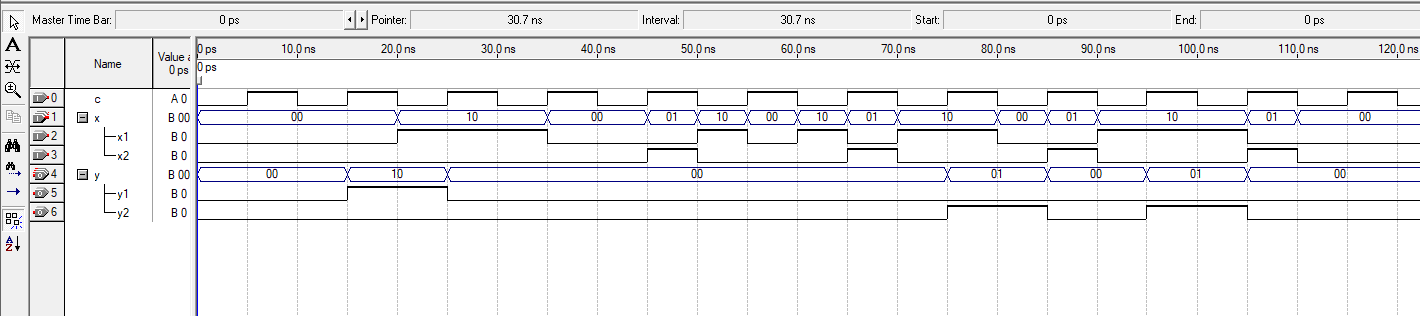 Master Time Bar: 0 ps Pointer: 30.7 ns Interval: 30.7 ns Start: 0 ps End: 0 ps
Name Value a 0 ps
0 ps 10.0 ns 20.0 ns 30.0 ns 40.0 ns 50.0 ns 60.0 ns 70.0 ns 80.0 ns 90.0 ns 100.0 ns 110.0 ns 120.0 ns
0 ps
0 c A 0
1 x B 00 00 10 00 01 10 00 10 01 10 00 01 10 01 00
2 x1 B 0
3 x2 B 0
4 y B 00 00 10 00 01 00 01 00
5 y1 B 0
6 y2 B 0